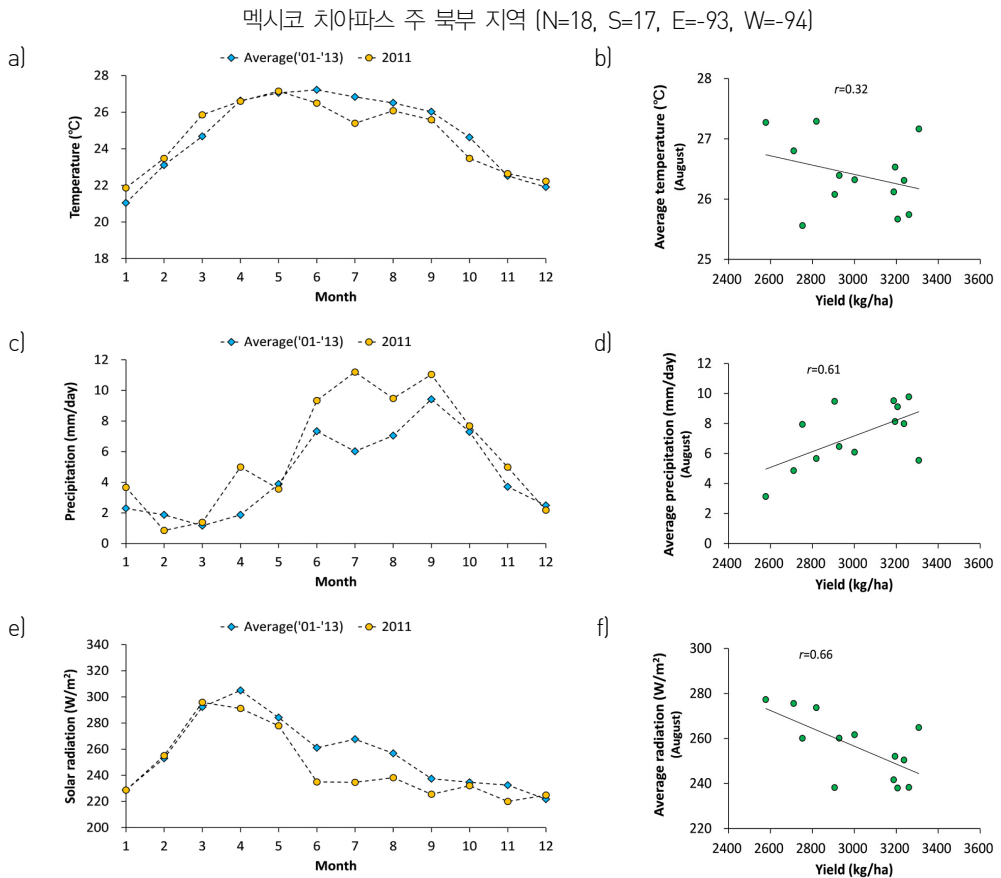 멕시코 치아파스 주 북부 지역 (N=18, S=17, E=-93, W=-94)
a)
Average('01-'13) 2011
Temperature (℃)
28
26
24
22
20
18
1 2 3 4 5 6 7 8 9 10 11 12
Month
b)
r=0.32
Average temperature (℃)
(August)
28
27
26
25
2400 2600 2800 3000 3200 3400 3600
Yield (kg/ha)
c)
Average('01-'13) 2011
Precipitation (mm/day)
12
10
8
6
4
2
0
1 2 3 4 5 6 7 8 9 10 11 12
Month
d)
r=0.61
Average precipitation (mm/day)
(August)
12
10
8
6
4
2
0
2400 2600 2800 3000 3200 3400 3600
Yield (kg/ha)
e)
Average('01-'13) 2011
Solar radiation (W/m²)
340
320
300
280
260
240
220
200
1 2 3 4 5 6 7 8 9 10 11 12
Month
f)
r=0.66
Average radiation (W/m²)
(August)
300
280
260
240
220
2400 2600 2800 3000 3200 3400 3600
Yield (kg/ha)